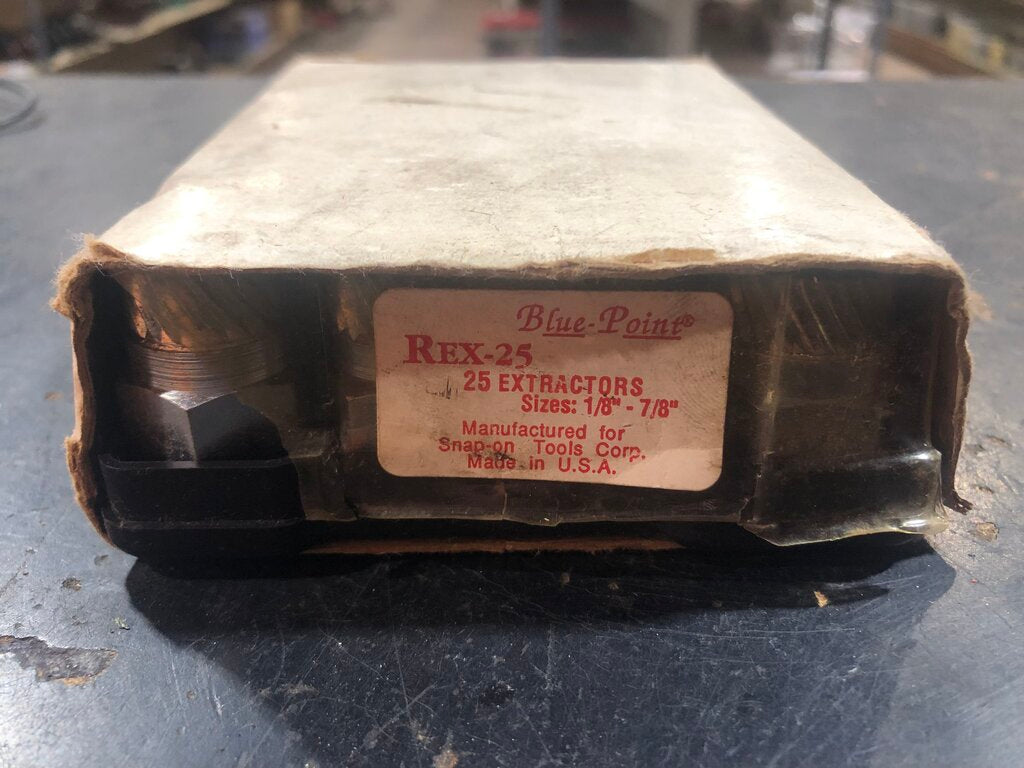 Blue-Point®
REX-25
25 EXTRACTORS
Sizes: 1/8" - 7/8"
Manufactured for
Snap-on Tools Corp.
Made in U.S.A.